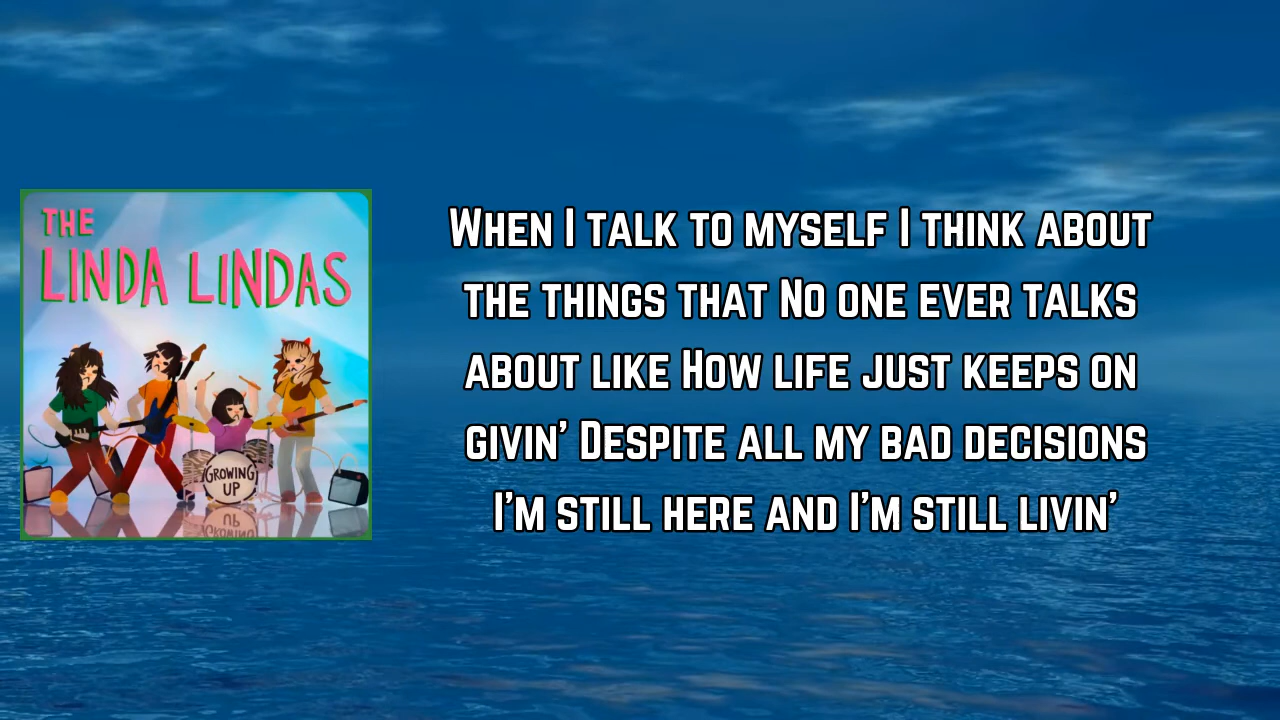 THE
LINDA LINDAS
GROWING
UP
WHEN I TALK TO MYSELF I THINK ABOUT
THE THINGS THAT NO ONE EVER TALKS
ABOUT LIKE HOW LIFE JUST KEEPS ON
GIVIN' DESPITE ALL MY BAD DECISIONS
I'M STILL HERE AND I'M STILL LIVIN'